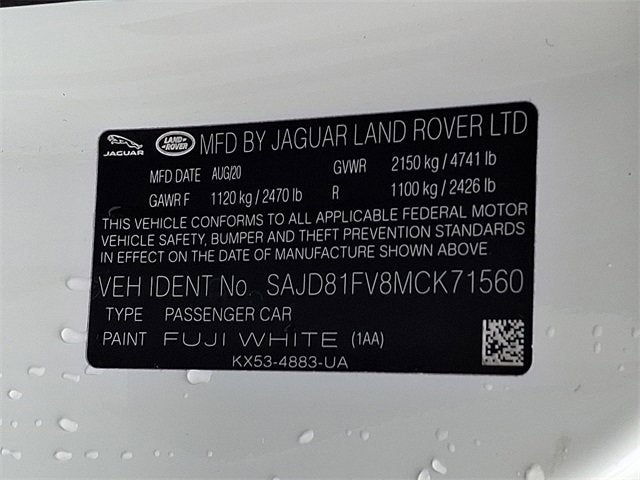 JAGUAR LAND ROVER MFD BY JAGUAR LAND ROVER LTD
MFD DATE AUG/20 GVWR 2150 kg / 4741 lb
GAWR F 1120 kg / 2470 lb R 1100 kg / 2426 lb
THIS VEHICLE CONFORMS TO ALL APPLICABLE FEDERAL MOTOR
VEHICLE SAFETY, BUMPER AND THEFT PREVENTION STANDARDS
IN EFFECT ON THE DATE OF MANUFACTURE SHOWN ABOVE.
VEH IDENT No. SAJD81FV8MCK71560
TYPE PASSENGER CAR
PAINT FUJI WHITE (1AA)
KX53-4883-UA